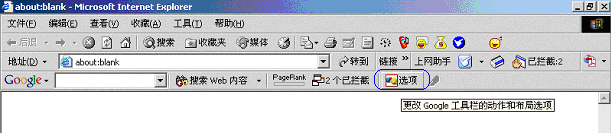 about:blank - Microsoft Internet Explorer
文件(F) 编辑(E) 查看(V) 收藏(A) 工具(T) 帮助(H)
后退 搜索 收藏夹 媒体
地址(D) about:blank 转到 链接 » 上网助手 已拦截:2
Google 搜索 Web 内容 PageRank 2 个已拦截 选项
更改 Google 工具栏的动作和布局选项